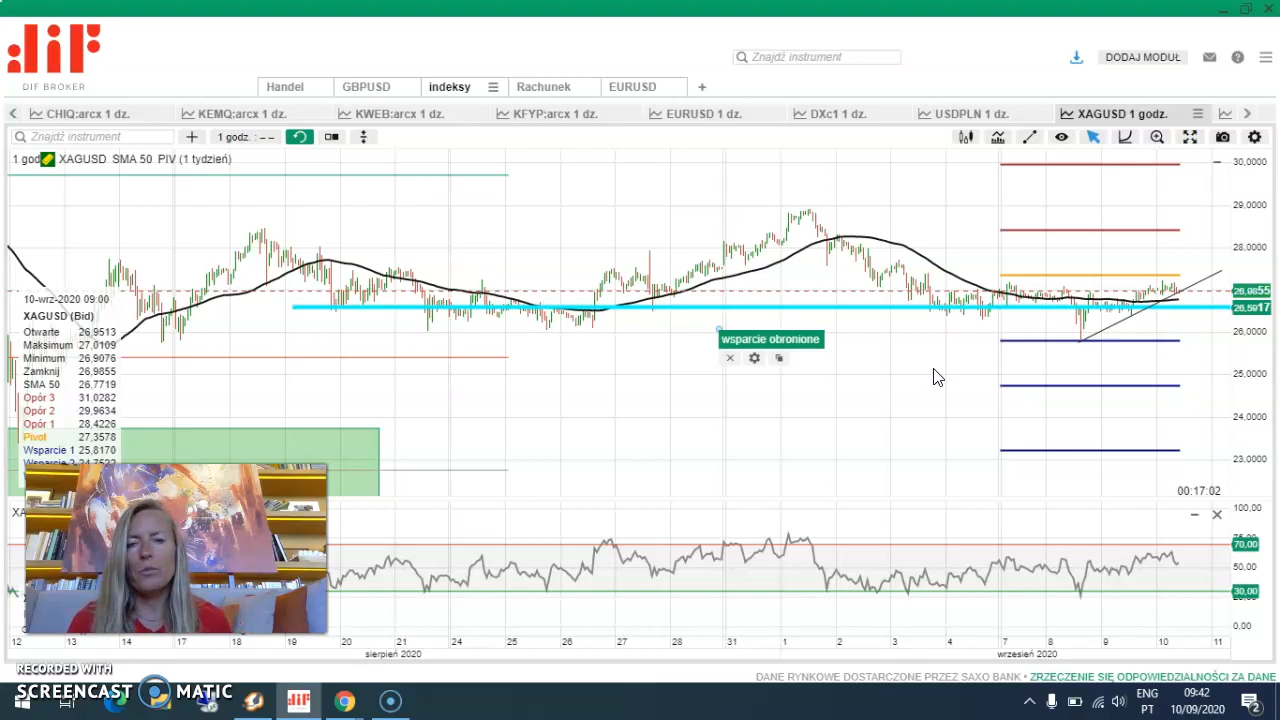 dif
DIF BROKER
Znajdź instrument
DODAJ MODUŁ
Handel
GBPUSD
indeksy
Rachunek
EURUSD
+
CHIQ:arcx 1 dz.
KEMQ:arcx 1 dz.
KWEB:arcx 1 dz.
KFYP:arcx 1 dz.
EURUSD 1 dz.
DXc1 1 dz.
USDPLN 1 dz.
XAGUSD 1 godz.
Znajdź instrument
1 godz. : – –
1 god
XAGUSD SMA 50 PIV (1 tydzień)
30,0000
29,0000
28,0000
26,9855
26,5917
26,0000
25,0000
24,0000
23,0000
10-wrz-2020 09:00
XAGUSD (Bid)
Otwarte 26,9513
Maksimum 27,0109
Minimum 26,9076
Zamknij 26,9855
SMA 50 26,7719
Opór 3 31,0282
Opór 2 29,9634
Opór 1 28,4226
Pivot 27,3578
Wsparcie 1 25,8170
Wsparcie 2 24,7522
wsparcie obronione
00:17:02
XA
100,00
70,00
50,00
30,00
0,00
12 13 14 17 18 19 20 21 24 25 26 27 28 31 1 2 3 4 7 8 9 10 11
sierpień 2020
wrzesień 2020
RECORDED WITH
SCREENCAST MATIC
DANE RYNKOWE DOSTARCZONE PRZEZ SAXO BANK • ZRZECZENIE SIĘ ODPOWIEDZIALNOŚCI ZA DANE
ENG
PT
09:42
10/09/2020
2